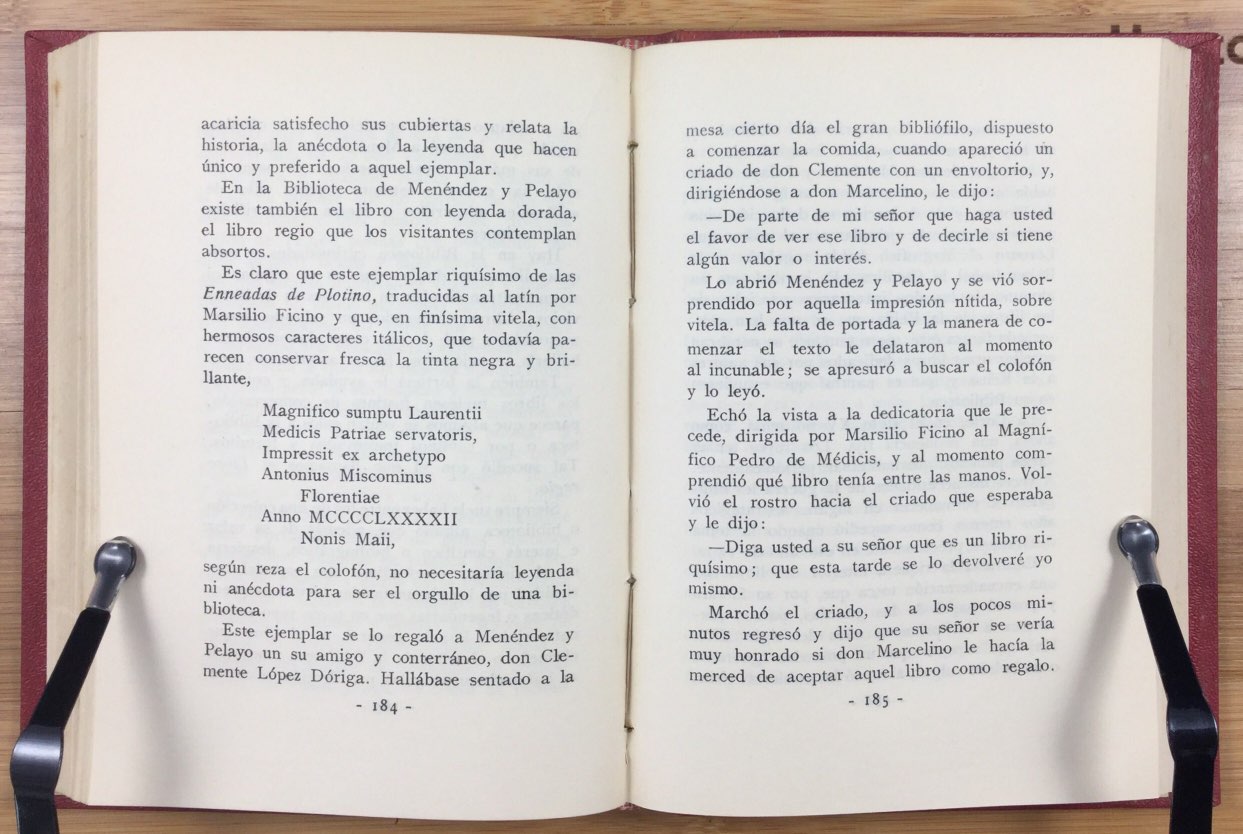 acaricia satisfecho sus cubiertas y relata la
historia, la anécdota o la leyenda que hacen
único y preferido a aquel ejemplar.
En la Biblioteca de Menéndez y Pelayo
existe también el libro con leyenda dorada,
el libro regio que los visitantes contemplan
absortos.
Es claro que este ejemplar riquísimo de las
Enneadas de Plotino, traducidas al latín por
Marsilio Ficino y que, en finísima vitela, con
hermosos caracteres itálicos, que todavía pa-
recen conservar fresca la tinta negra y bri-
llante,
Magnifico sumptu Laurentii
Medicis Patriae servatoris,
Impressit ex archetypo
Antonius Miscominus
Florentiae
Anno MCCCCLXXXXII
Nonis Maii,
según reza el colofón, no necesitaría leyenda
ni anécdota para ser el orgullo de una bi-
blioteca.
Este ejemplar se lo regaló a Menéndez y
Pelayo un su amigo y conterráneo, don Cle-
mente López Dóriga. Hallábase sentado a la
- 184 -
mesa cierto día el gran bibliófilo, dispuesto
a comenzar la comida, cuando apareció un
criado de don Clemente con un envoltorio, y,
dirigiéndose a don Marcelino, le dijo:
—De parte de mi señor que haga usted
el favor de ver ese libro y de decirle si tiene
algún valor o interés.
Lo abrió Menéndez y Pelayo y se vió sor-
prendido por aquella impresión nítida, sobre
vitela. La falta de portada y la manera de co-
menzar el texto le delataron al momento
al incunable; se apresuró a buscar el colofón
y lo leyó.
Echó la vista a la dedicatoria que le pre-
cede, dirigida por Marsilio Ficino al Magní-
fico Pedro de Médicis, y al momento com-
prendió qué libro tenía entre las manos. Vol-
vió el rostro hacia el criado que esperaba
y le dijo:
—Diga usted a su señor que es un libro ri-
quísimo; que esta tarde se lo devolveré yo
mismo.
Marchó el criado, y a los pocos mi-
nutos regresó y dijo que su señor se vería
muy honrado si don Marcelino le hacía la
merced de aceptar aquel libro como regalo.
- 185 -